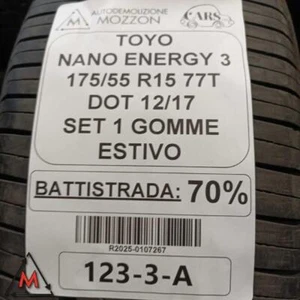 AUTODEMOLIZIONE
MOZZON
CARS
TOYO
NANO ENERGY 3
175/55 R15 77T
DOT 12/17
SET 1 GOMME
ESTIVO
BATTISTRADA: 70%
R2025-0107267
123-3-A
M